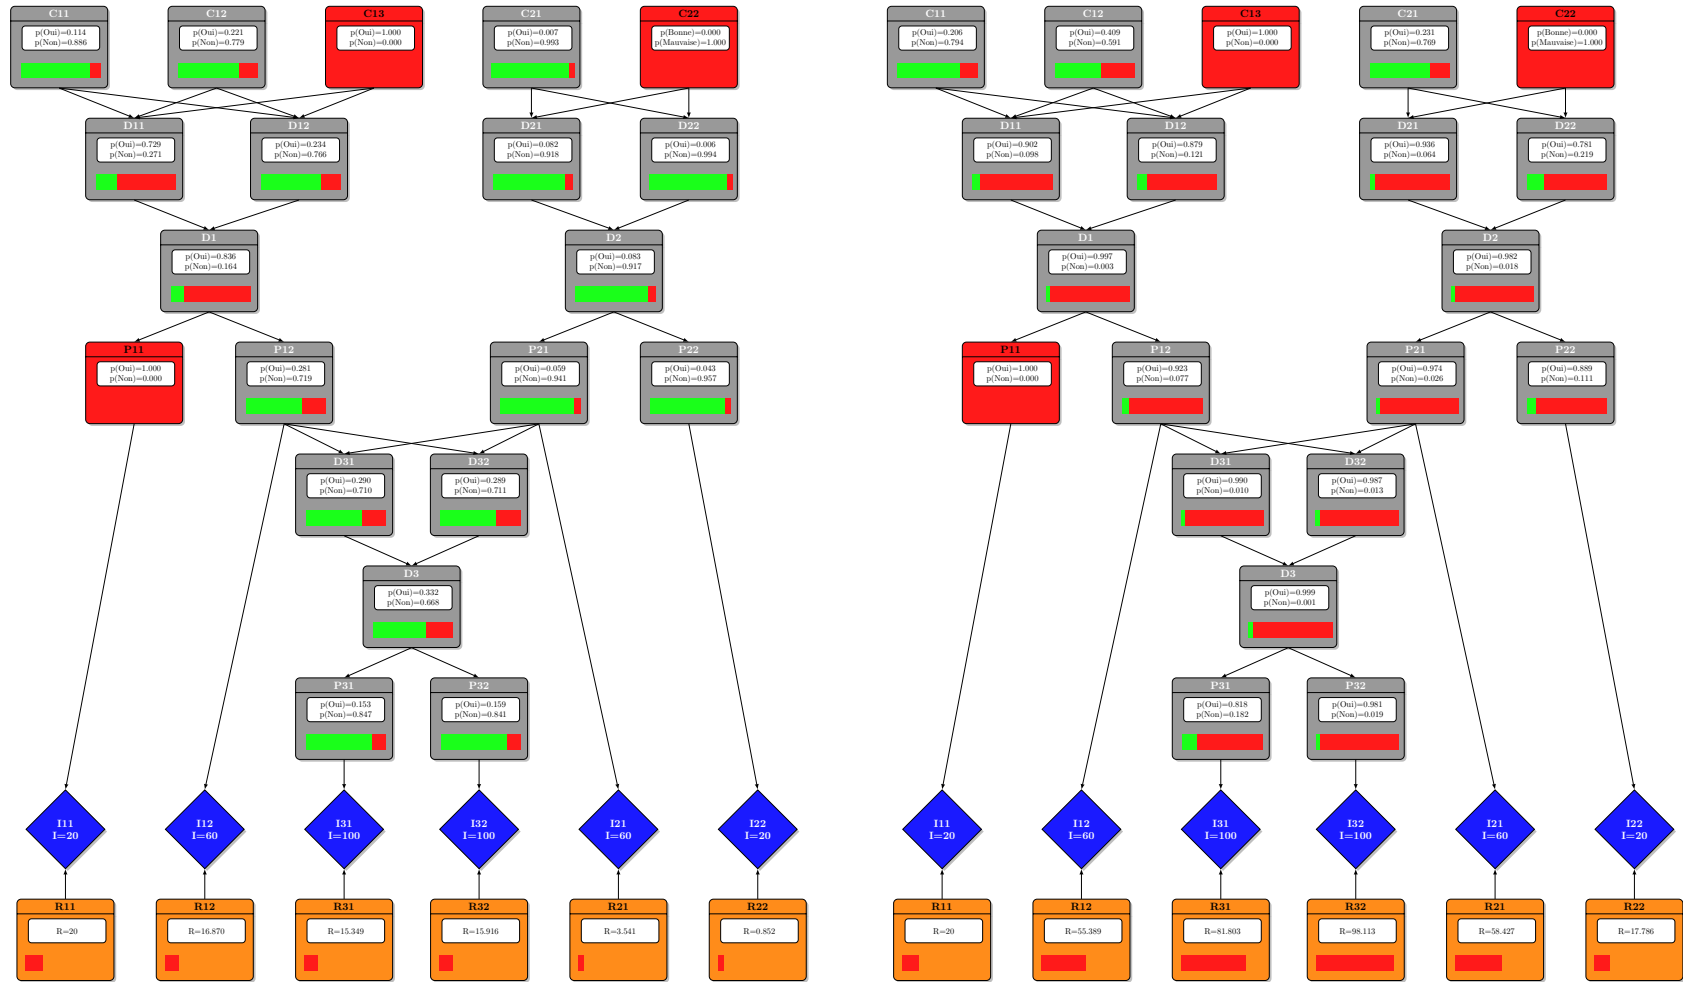 C11
p(Oui)=0.114
p(Non)=0.886
C12
p(Oui)=0.221
p(Non)=0.779
C13
p(Oui)=1.000
p(Non)=0.000
C21
p(Oui)=0.007
p(Non)=0.993
C22
p(Bonne)=0.000
p(Mauvaise)=1.000
D11
p(Oui)=0.729
p(Non)=0.271
D12
p(Oui)=0.234
p(Non)=0.766
D21
p(Oui)=0.082
p(Non)=0.918
D22
p(Oui)=0.006
p(Non)=0.994
D1
p(Oui)=0.836
p(Non)=0.164
D2
p(Oui)=0.083
p(Non)=0.917
P11
p(Oui)=1.000
p(Non)=0.000
P12
p(Oui)=0.281
p(Non)=0.719
P21
p(Oui)=0.059
p(Non)=0.941
P22
p(Oui)=0.043
p(Non)=0.957
D31
p(Oui)=0.290
p(Non)=0.710
D32
p(Oui)=0.289
p(Non)=0.711
D3
p(Oui)=0.332
p(Non)=0.668
P31
p(Oui)=0.153
p(Non)=0.847
P32
p(Oui)=0.159
p(Non)=0.841
I11
I=20
I12
I=60
I31
I=100
I32
I=100
I21
I=60
I22
I=20
R11
R=20
R12
R=16.870
R31
R=15.349
R32
R=15.916
R21
R=3.541
R22
R=0.852
C11
p(Oui)=0.206
p(Non)=0.794
C12
p(Oui)=0.409
p(Non)=0.591
C13
p(Oui)=1.000
p(Non)=0.000
C21
p(Oui)=0.231
p(Non)=0.769
C22
p(Bonne)=0.000
p(Mauvaise)=1.000
D11
p(Oui)=0.902
p(Non)=0.098
D12
p(Oui)=0.879
p(Non)=0.121
D21
p(Oui)=0.936
p(Non)=0.064
D22
p(Oui)=0.781
p(Non)=0.219
D1
p(Oui)=0.997
p(Non)=0.003
D2
p(Oui)=0.982
p(Non)=0.018
P11
p(Oui)=1.000
p(Non)=0.000
P12
p(Oui)=0.923
p(Non)=0.077
P21
p(Oui)=0.974
p(Non)=0.026
P22
p(Oui)=0.889
p(Non)=0.111
D31
p(Oui)=0.990
p(Non)=0.010
D32
p(Oui)=0.987
p(Non)=0.013
D3
p(Oui)=0.999
p(Non)=0.001
P31
p(Oui)=0.818
p(Non)=0.182
P32
p(Oui)=0.981
p(Non)=0.019
I11
I=20
I12
I=60
I31
I=100
I32
I=100
I21
I=60
I22
I=20
R11
R=20
R12
R=55.389
R31
R=81.803
R32
R=98.113
R21
R=58.427
R22
R=17.786